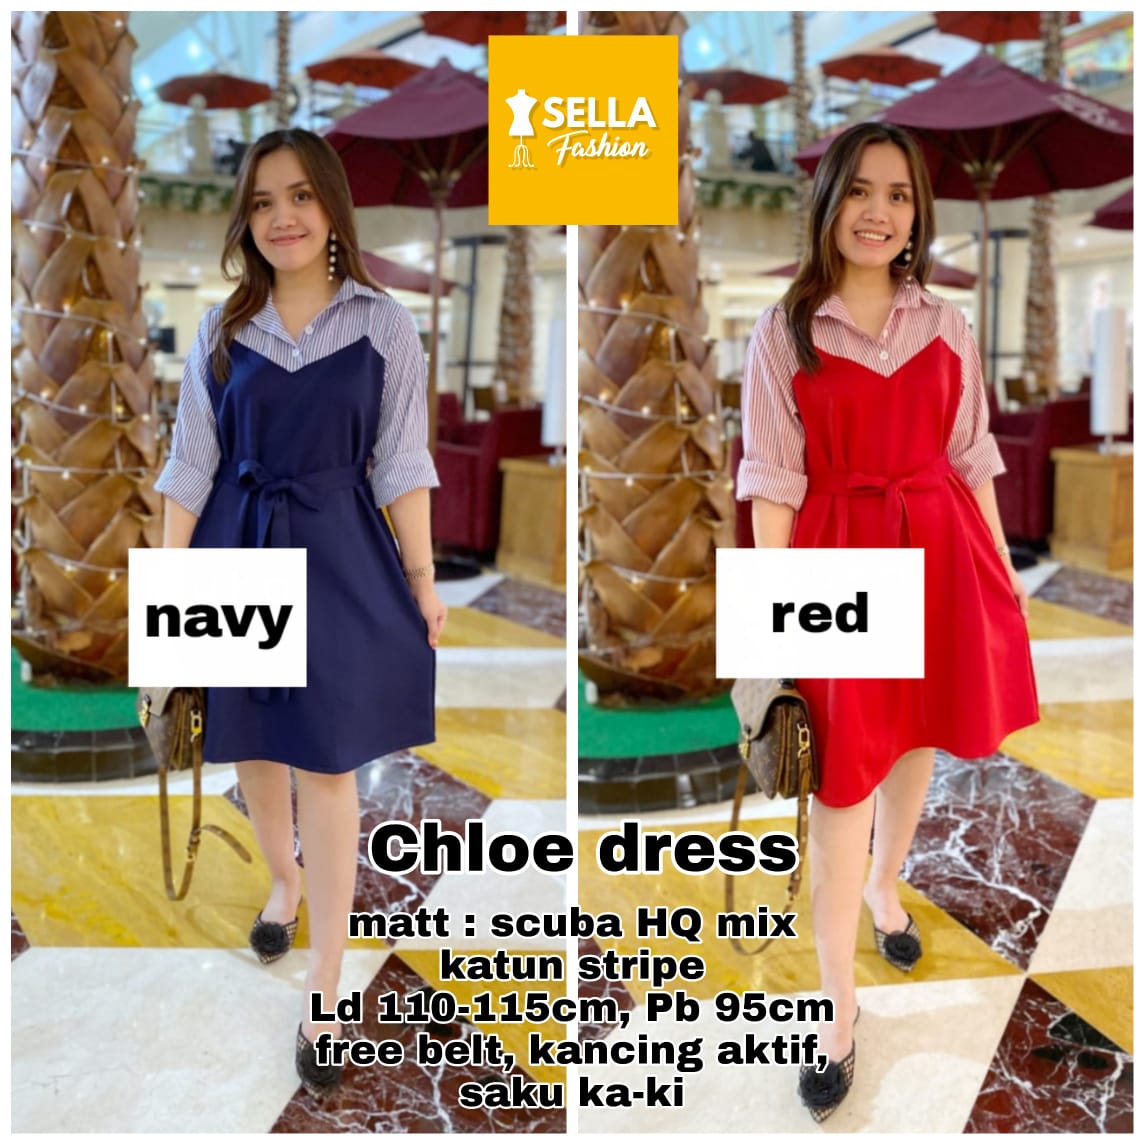 SELLA
Fashion
navy
red
Chloe dress
matt : scuba HQ mix
katun stripe
Ld 110-115cm, Pb 95cm
free belt, kancing aktif,
saku ka-ki